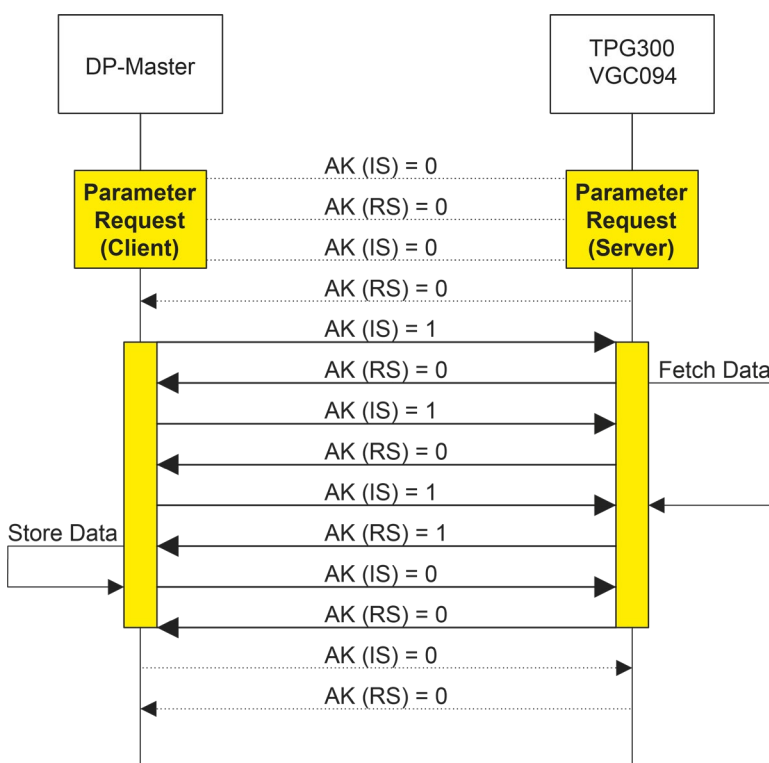 DP-Master
TPG300
VGC094
AK (IS) = 0
Parameter
Request
(Client)
AK (RS) = 0
Parameter
Request
(Server)
AK (IS) = 0
AK (RS) = 0
AK (IS) = 1
AK (RS) = 0
Fetch Data
AK (IS) = 1
AK (RS) = 0
AK (IS) = 1
Store Data
AK (RS) = 1
AK (IS) = 0
AK (RS) = 0
AK (IS) = 0
AK (RS) = 0